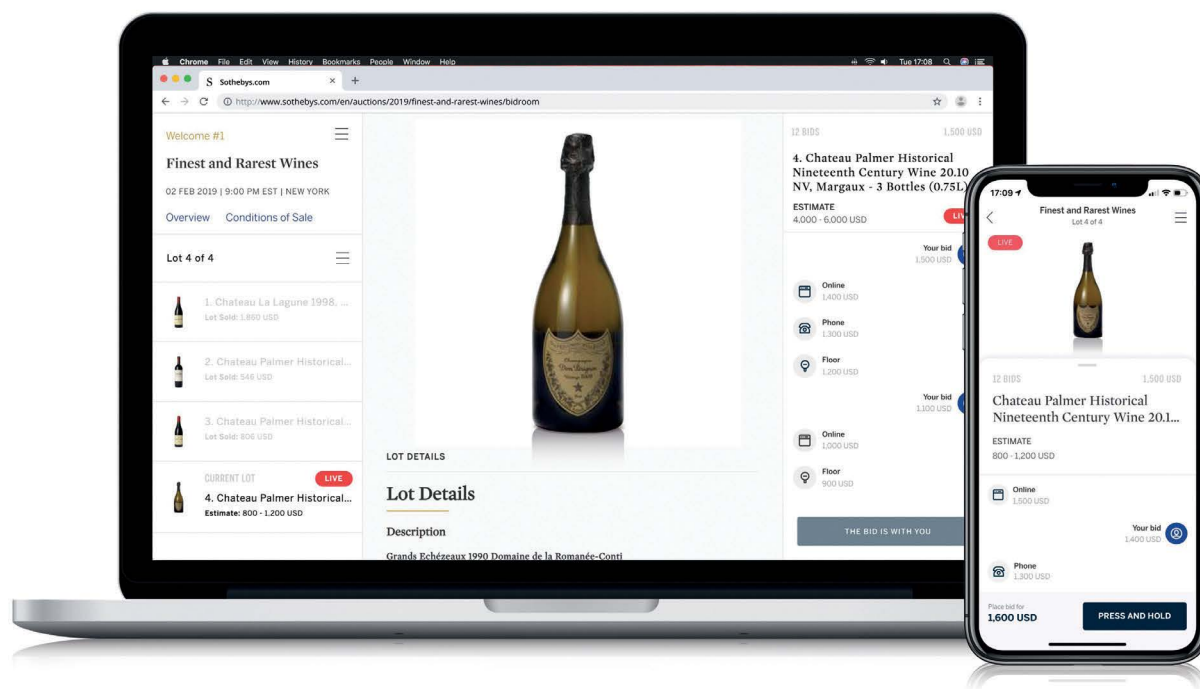 Chrome File Edit View History Bookmarks People Window Help
Tue 17:08
S Sothebys.com
http://www.sothebys.com/en/auctions/2019/finest-and-rarest-wines/bidroom
Welcome #1
Finest and Rarest Wines
02 FEB 2019 | 9:00 PM EST | NEW YORK
Overview Conditions of Sale
Lot 4 of 4
1. Chateau La Lagune 1998, ...
Lot Sold: 1,860 USD
2. Chateau Palmer Historical...
Lot Sold: 546 USD
3. Chateau Palmer Historical...
Lot Sold: 806 USD
CURRENT LOT
LIVE
4. Chateau Palmer Historical...
Estimate: 800 - 1,200 USD
Champagne
Dom Pérignon
LOT DETAILS
Lot Details
Description
Grands Echézeaux 1990 Domaine de la Romanée-Conti
12 BIDS 1,500 USD
4. Chateau Palmer Historical
Nineteenth Century Wine 20.10
NV, Margaux - 3 Bottles (0.75L)
ESTIMATE
4,000 - 6,000 USD
Your bid
1,500 USD
Online
1,400 USD
Phone
1,300 USD
Floor
1,200 USD
Your bid
1,100 USD
Online
1,000 USD
Floor
900 USD
THE BID IS WITH YOU
17:09
Finest and Rarest Wines
Lot 4 of 4
LIVE
12 BIDS 1,500 USD
Chateau Palmer Historical
Nineteenth Century Wine 20.1...
ESTIMATE
800 - 1,200 USD
Online
1,500 USD
Your bid
1,400 USD
Phone
1,300 USD
Place bid for
1,600 USD
PRESS AND HOLD